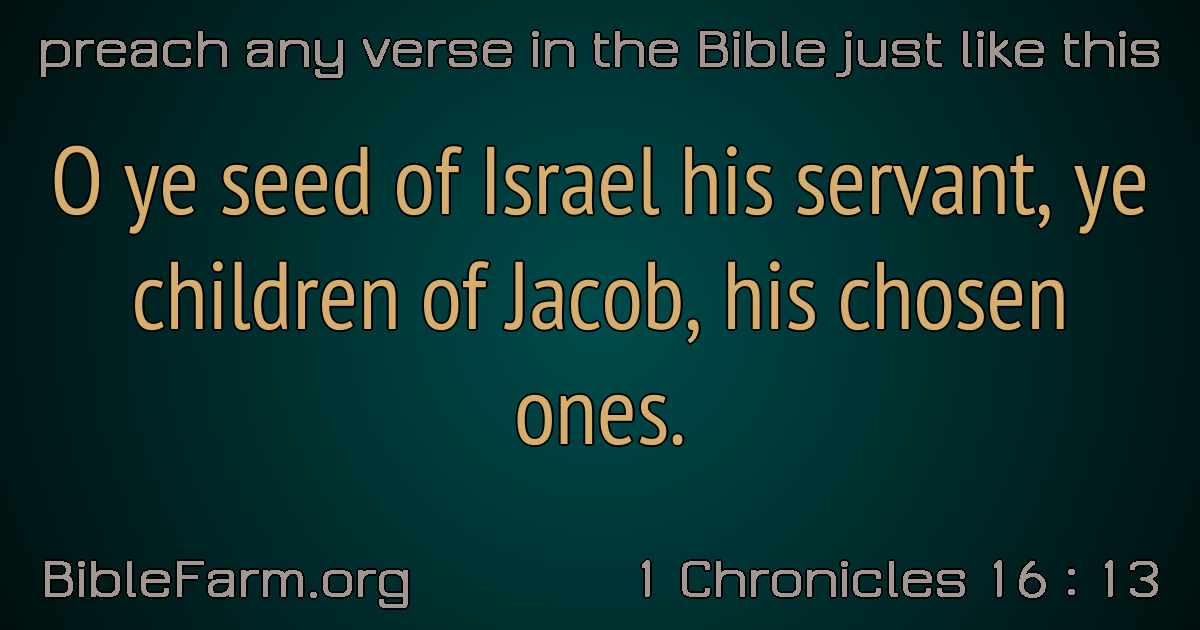 preach any verse in the Bible just like this
O ye seed of Israel his servant, ye
children of Jacob, his chosen
ones.
BibleFarm.org
1 Chronicles 16 : 13